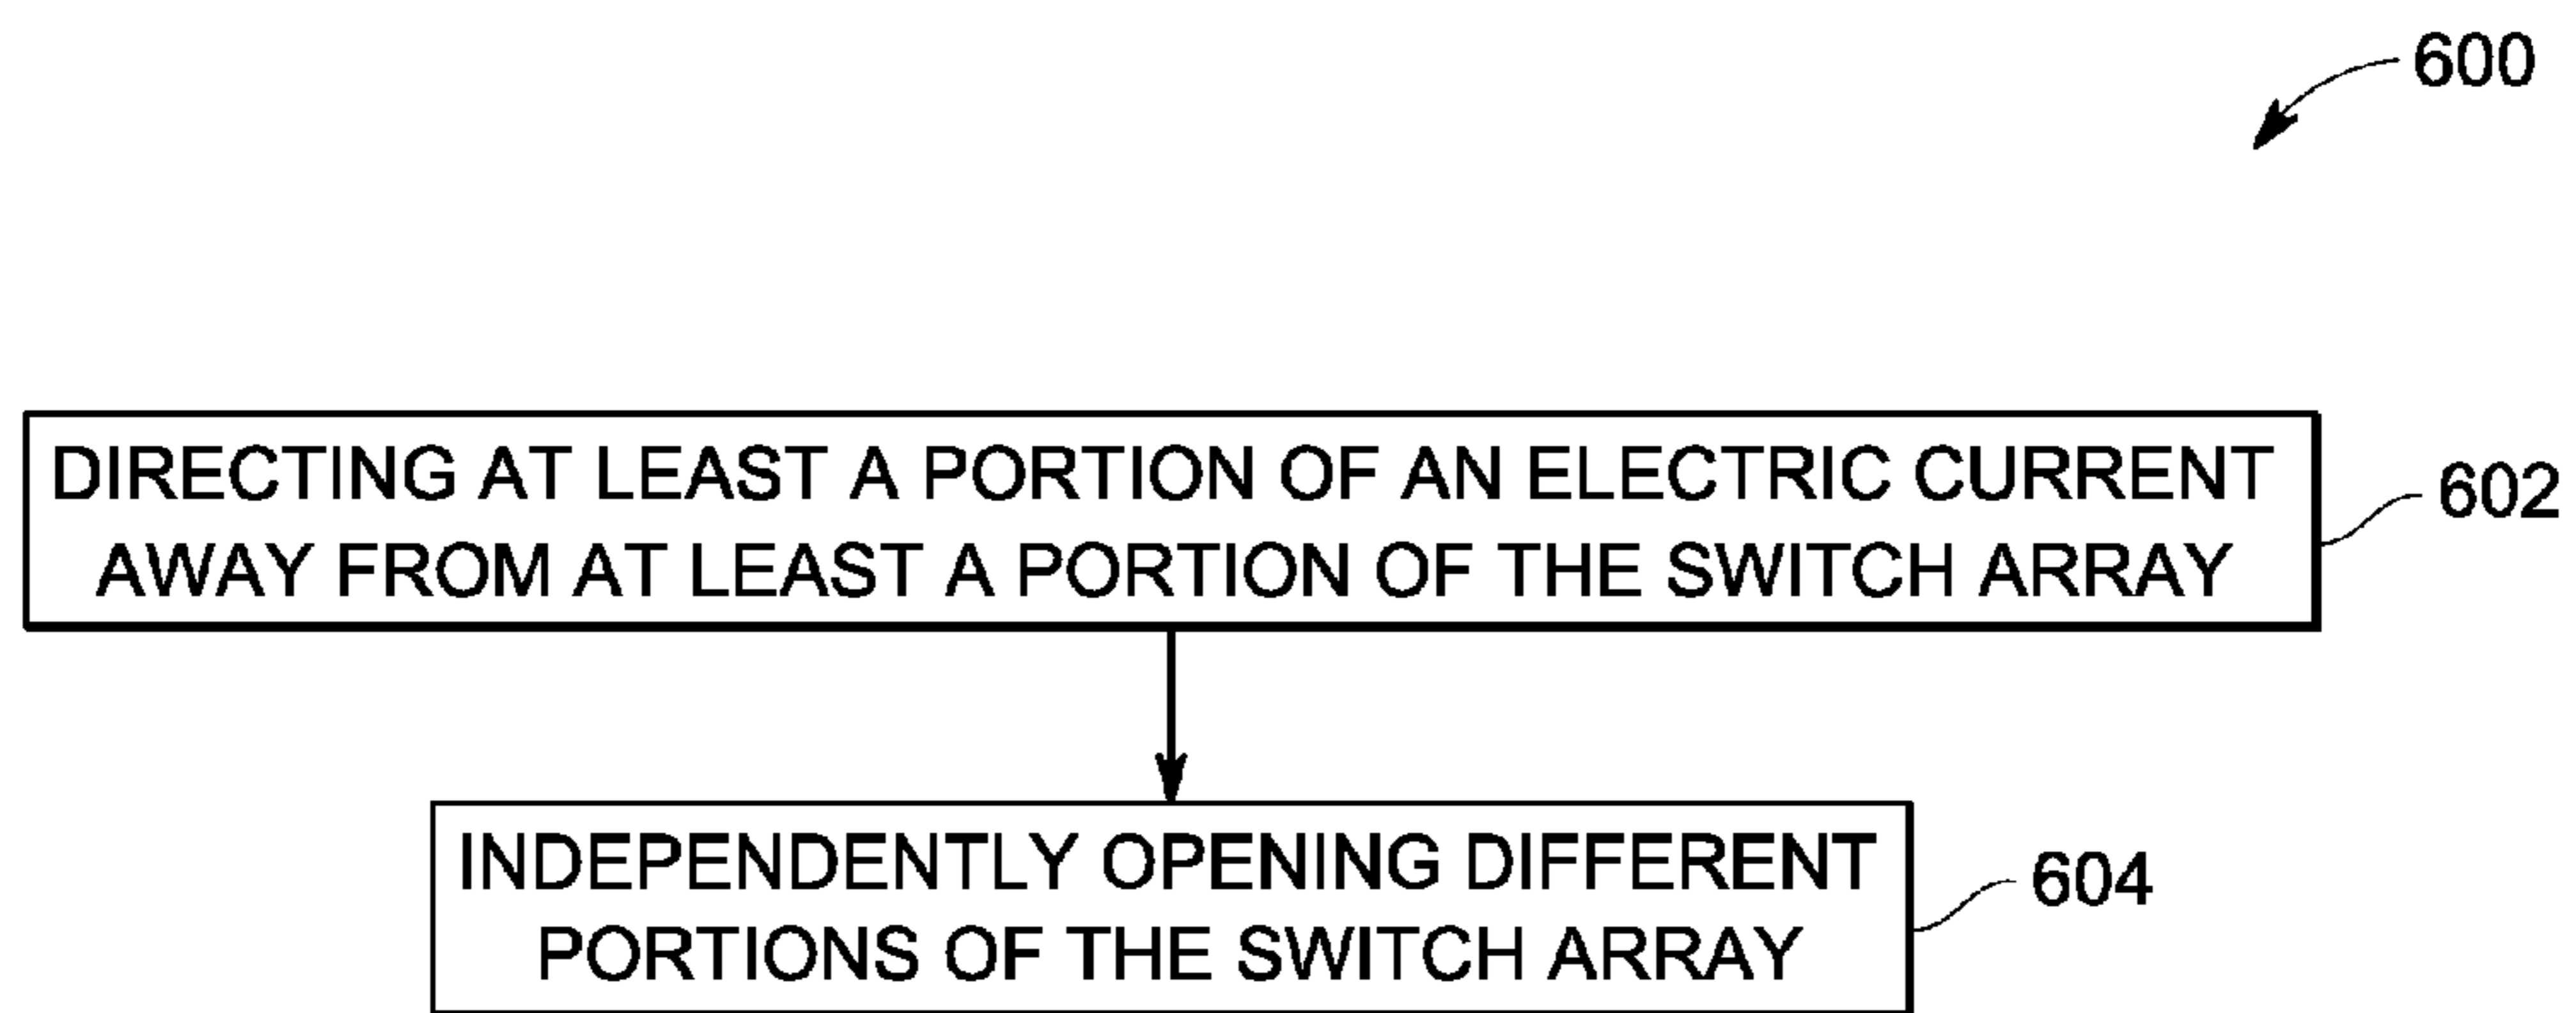 600
DIRECTING AT LEAST A PORTION OF AN ELECTRIC CURRENT
AWAY FROM AT LEAST A PORTION OF THE SWITCH ARRAY
602
INDEPENDENTLY OPENING DIFFERENT
PORTIONS OF THE SWITCH ARRAY
604